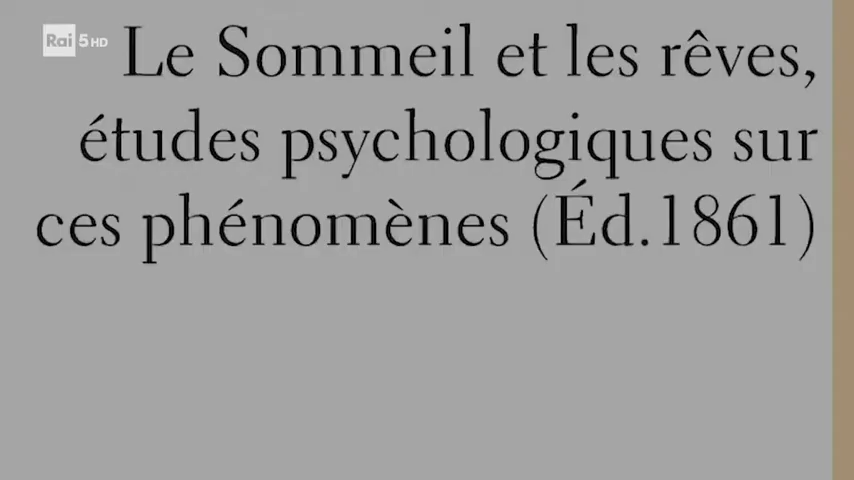 Rai 5 HD
Le Sommeil et les rêves,
études psychologiques sur
ces phénomènes (Éd.1861)